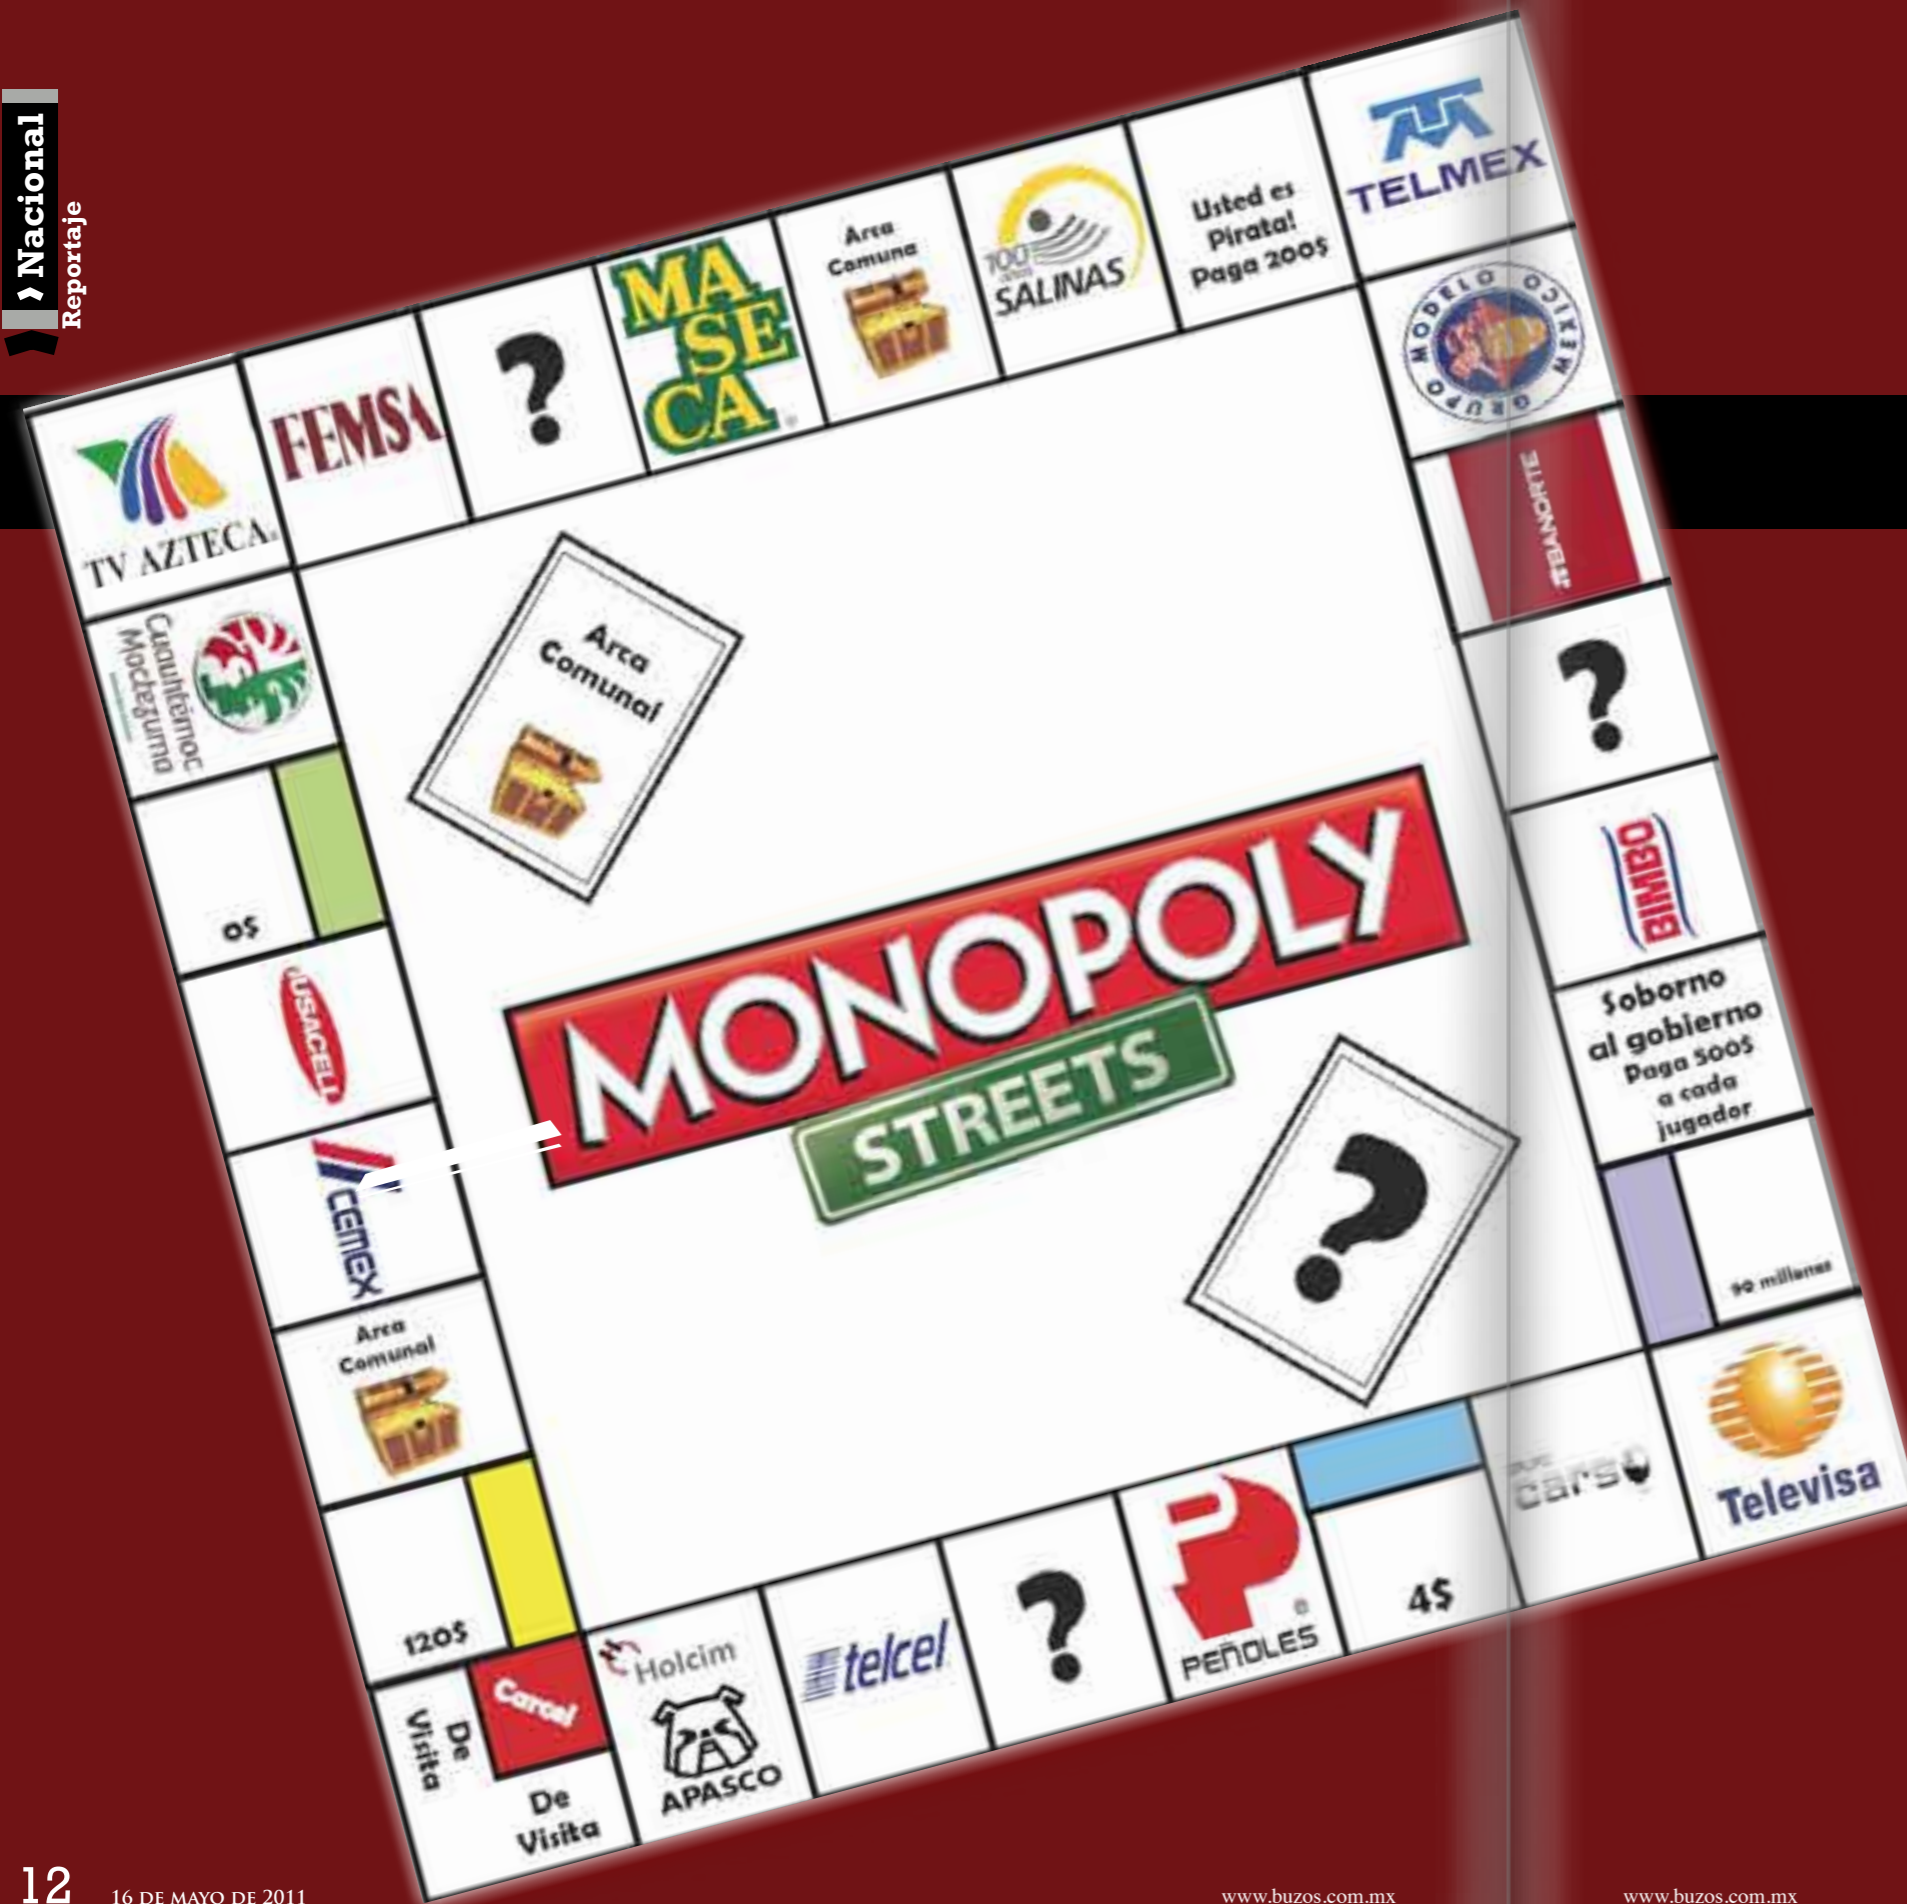 Nacional
Reportaje
TV AZTECA
FEMSA
?
MA
SE
CA
Arca
Comuna
100
SALINAS
Usted es
Pirata!
Paga 200$
TELMEX
GRUPO MODELO MEXICO
BANORTE
?
BIMBO
Soborno
al gobierno
Paga 500$
a cada
jugador
90 millones
Televisa
carso
4$
PEÑOLES
?
telcel
Holcim
APASCO
Carcel
De
Visita
De
Visita
120$
Arca
Comunal
CEMEX
IUSACELL
0$
Cuauhtémoc
Moctezuma
Arca
Comunal
MONOPOLY
STREETS
?
12
16 DE MAYO DE 2011
www.buzos.com.mx
www.buzos.com.mx